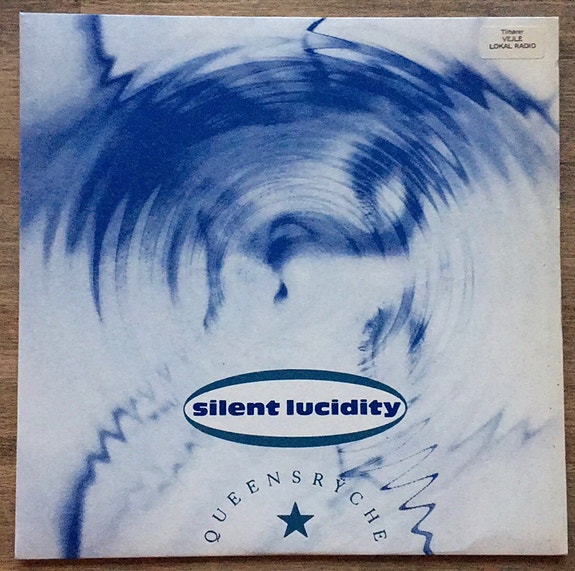 Tilhører
VEJLE
LOKAL RADIO
silent lucidity
QUEENSRŸCHE